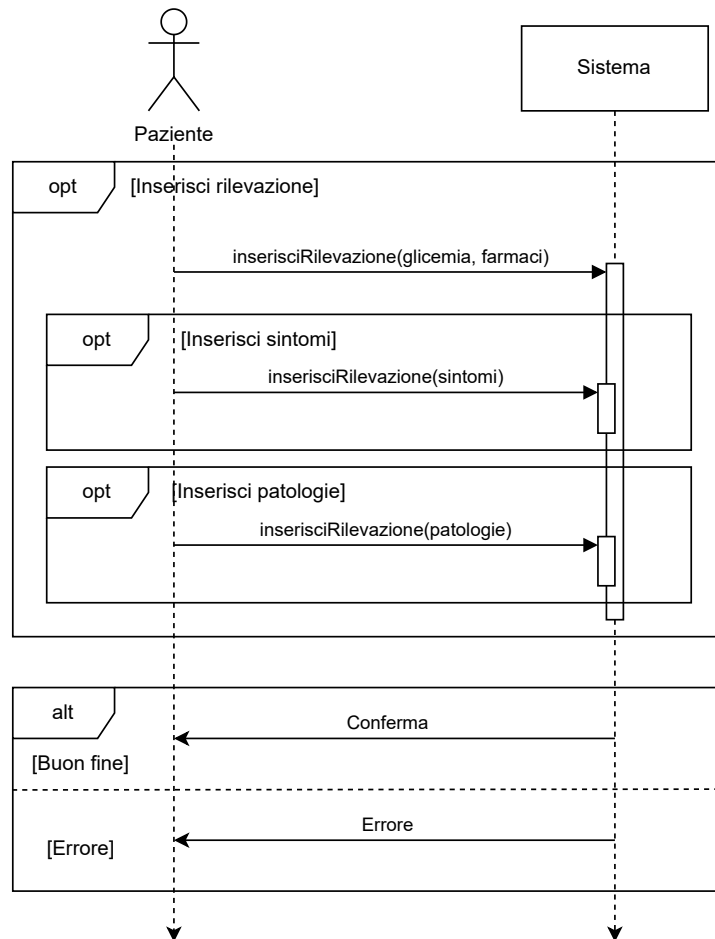 Sistema
Paziente
opt
[Inserisci rilevazione]
inserisciRilevazione(glicemia, farmaci)
opt
[Inserisci sintomi]
inserisciRilevazione(sintomi)
opt
[Inserisci patologie]
inserisciRilevazione(patologie)
alt
Conferma
[Buon fine]
Errore
[Errore]